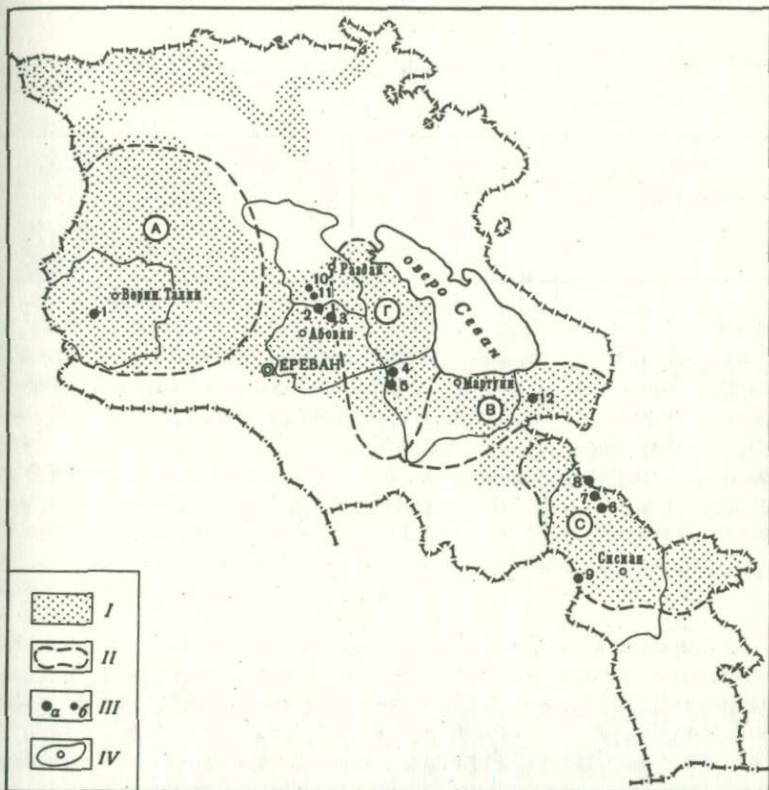 А
Верин Талин
1
10
Раздан
11
2
3
Абовян
Г
озеро Севан
ЕРЕВАН
4
5
Мартуни
12
В
8
7
6
С
Сисиан
9
I
II
а б III
IV